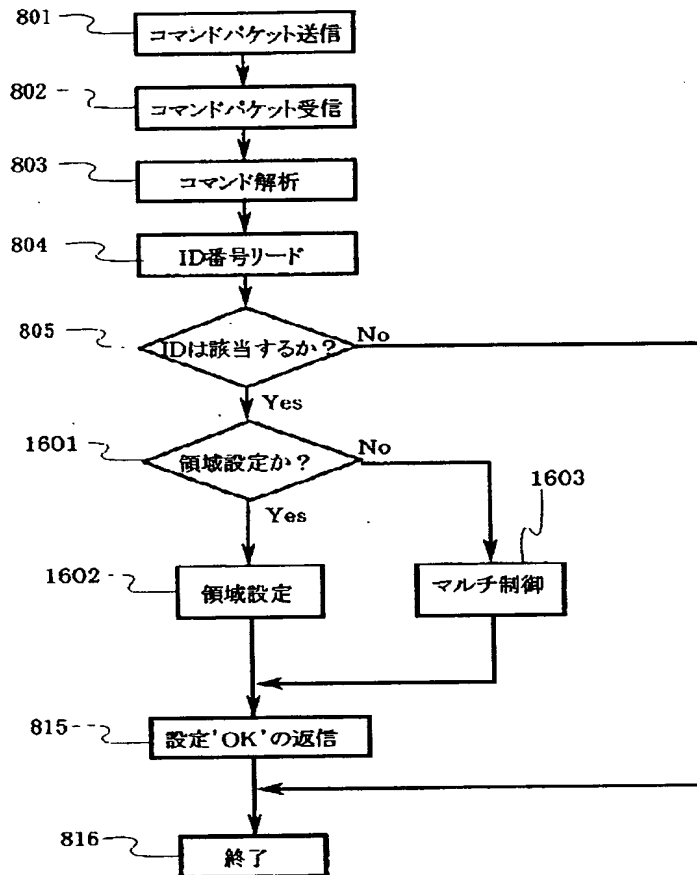 801
コマンドパケット送信
802
コマンドパケット受信
803
コマンド解析
804
ID番号リード
805
IDは該当するか?
No
Yes
1601
領域設定か?
No
Yes
1603
1602
領域設定
マルチ制御
815
設定'OK'の返信
816
終了